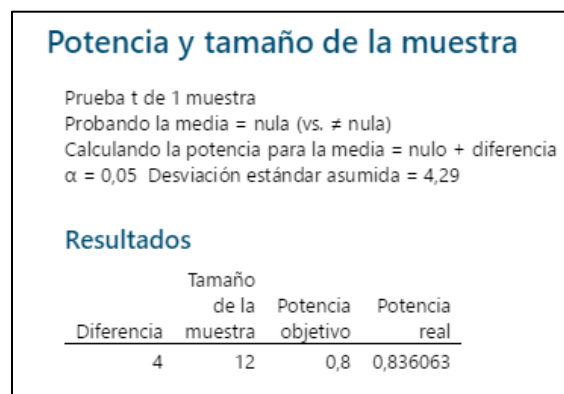 Potencia y tamaño de la muestra
Prueba t de 1 muestra
Probando la media = nula (vs. ≠ nula)
Calculando la potencia para la media = nulo + diferencia
α = 0,05 Desviación estándar asumida = 4,29
Resultados
Tamaño
de la Potencia Potencia
Diferencia muestra objetivo real
4 12 0,8 0,836063